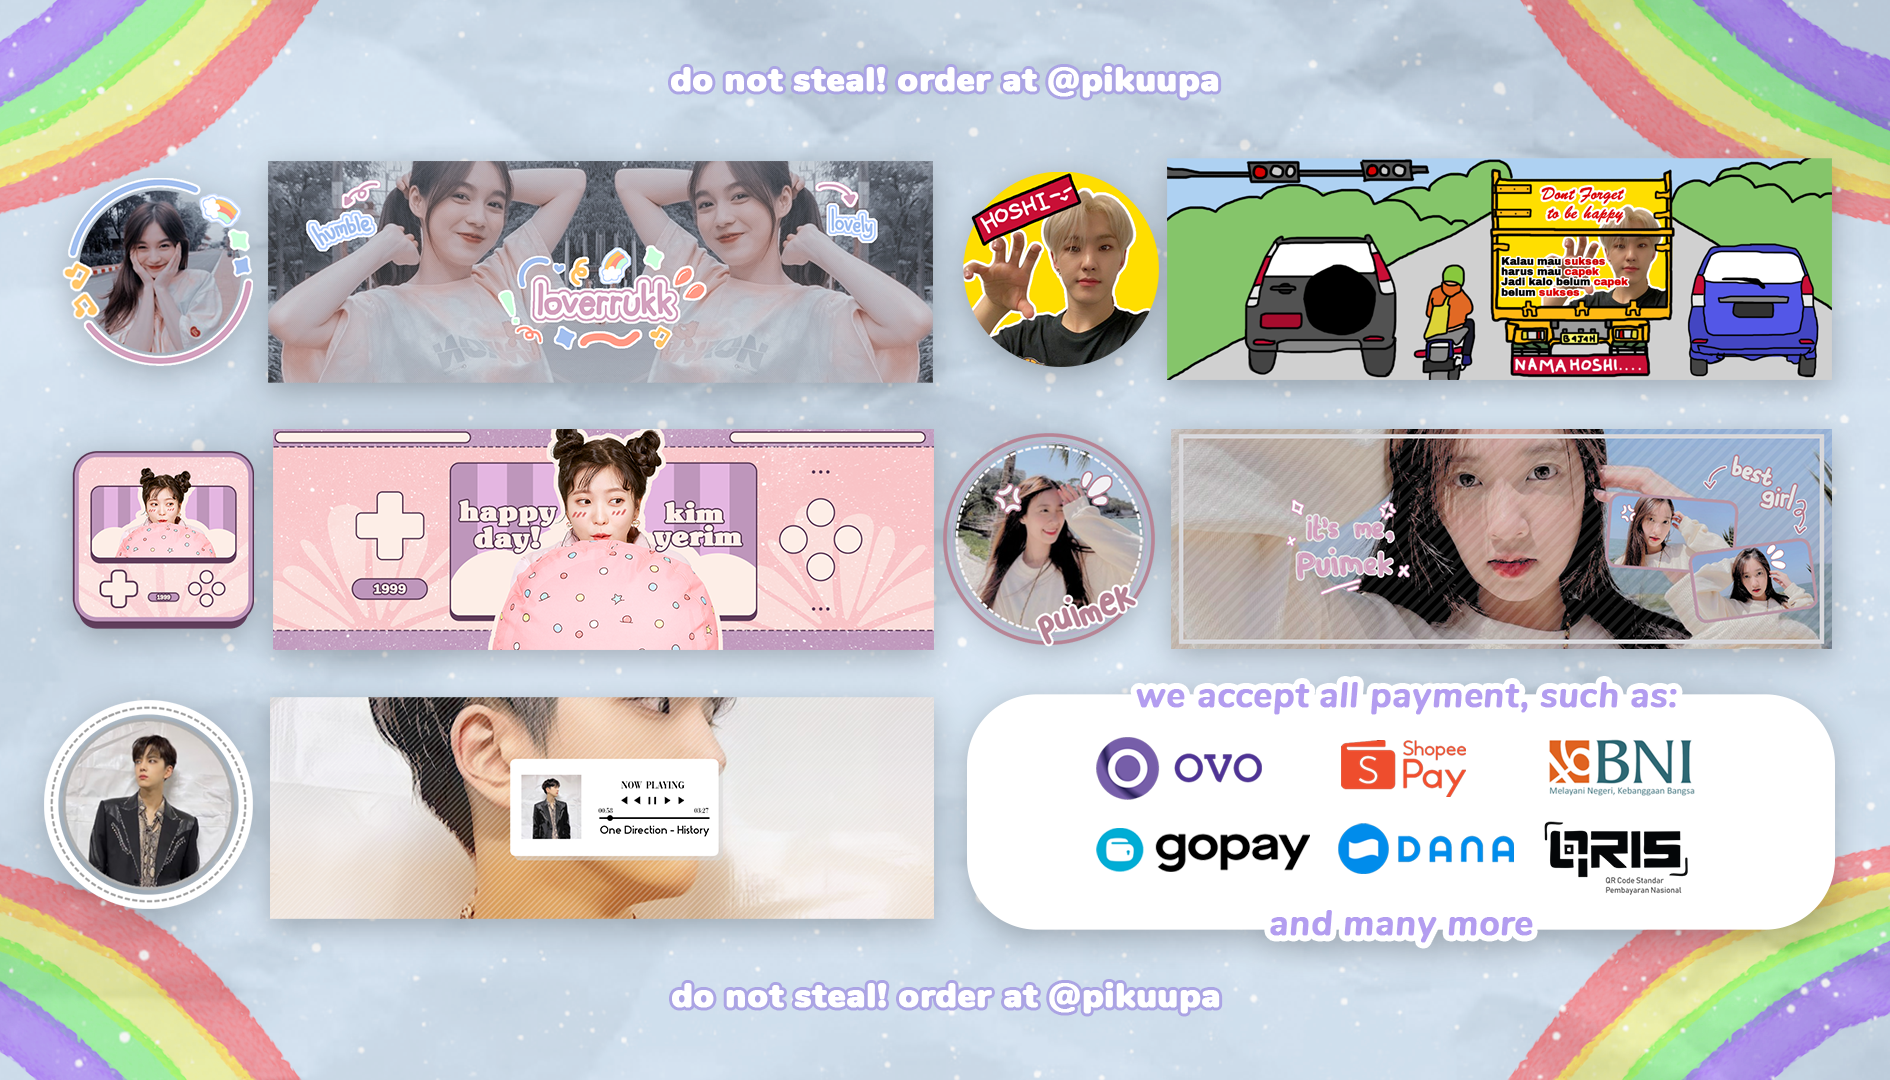 do not steal! order at @pikuupa
humble
lovely
loverrukk
HOSHI~
Dont Forget
to be happy
Kalau mau sukses
harus mau capek
Jadi kalo belum capek
belum sukses
B 4J4H
NAMA HOSHI....
happy
day!
kim
yerim
1999
1999
puimek
it's me,
Puimek
best
girl
NOW PLAYING
00:58
03:27
One Direction - History
we accept all payment, such as:
OVO
Shopee
Pay
BNI
Melayani Negeri, Kebanggaan Bangsa
gopay
DANA
QRIS
QR Code Standar
Pembayaran Nasional
and many more
do not steal! order at @pikuupa